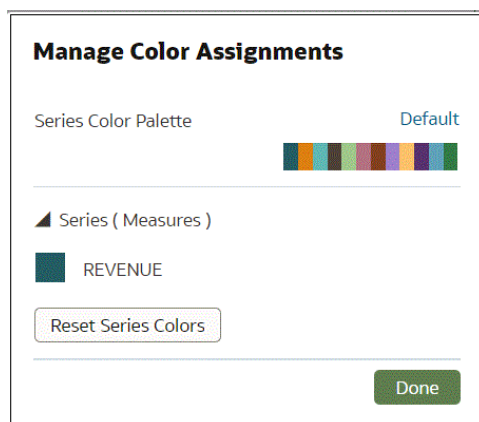 Manage Color Assignments
Series Color Palette
Default
Series ( Measures )
REVENUE
Reset Series Colors
Done